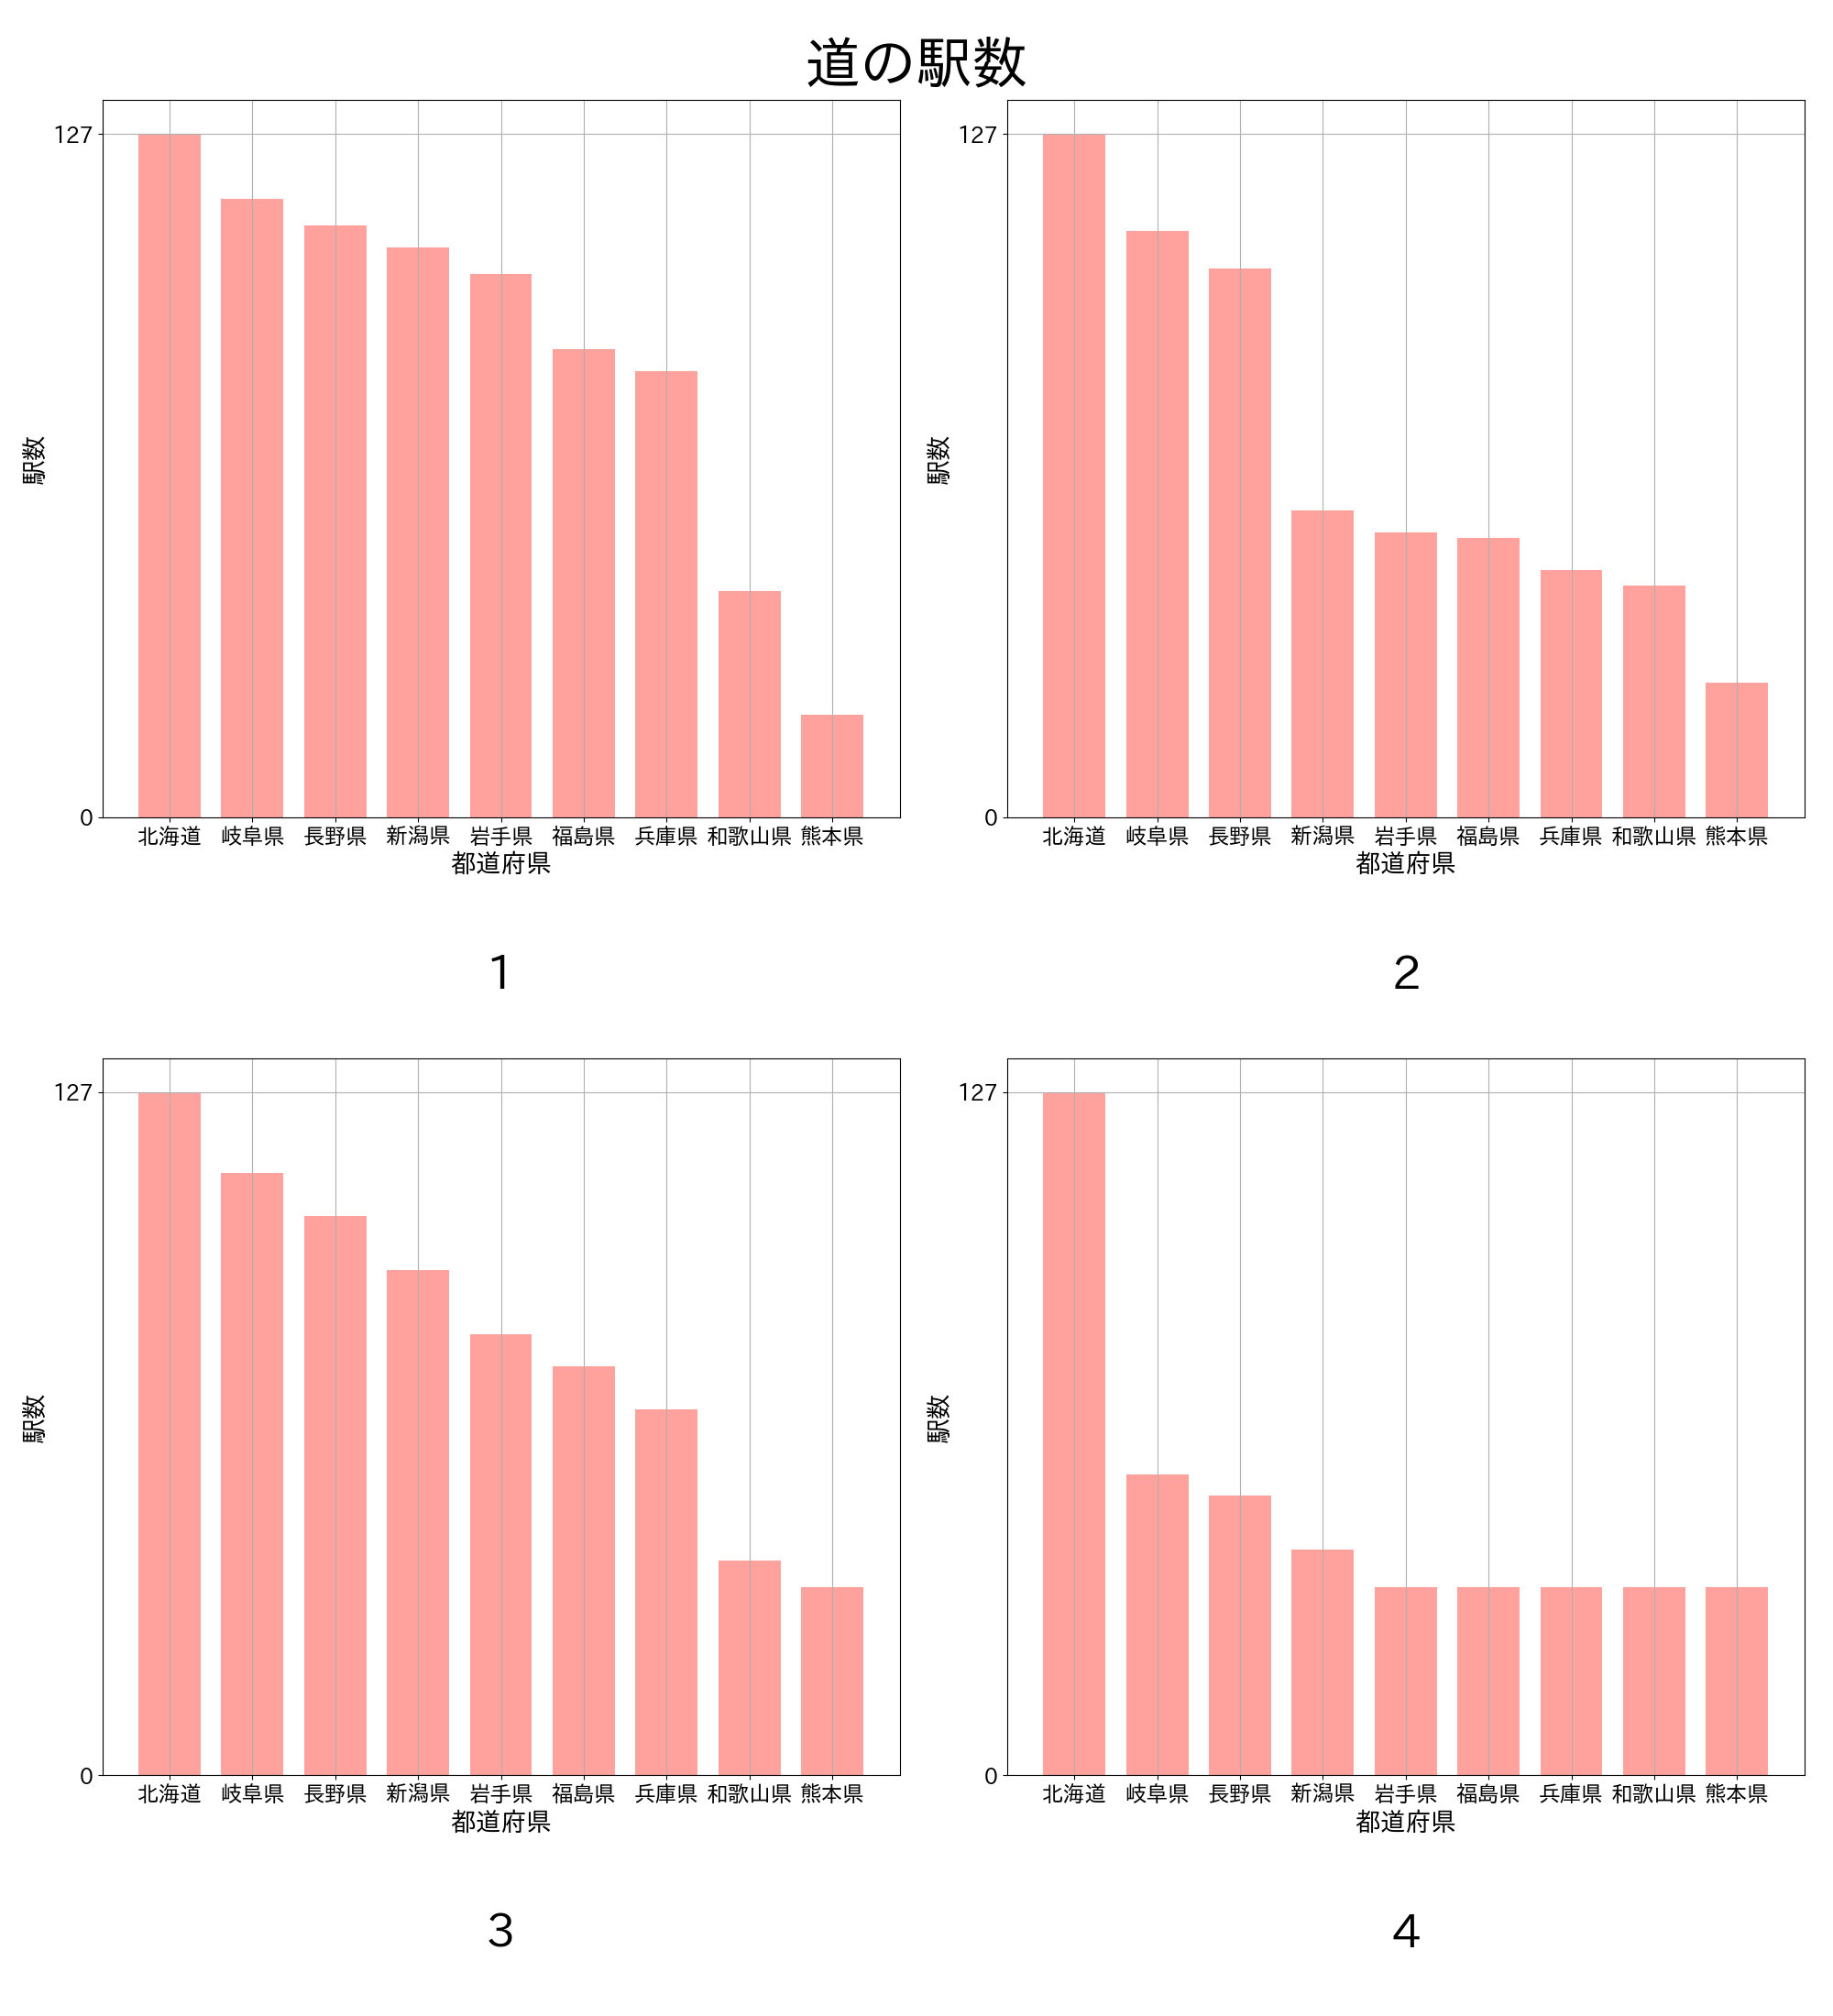 道の駅数
127
駅数
0
北海道 岐阜県 長野県 新潟県 岩手県 福島県 兵庫県 和歌山県 熊本県
都道府県
1
127
駅数
0
北海道 岐阜県 長野県 新潟県 岩手県 福島県 兵庫県 和歌山県 熊本県
都道府県
2
127
駅数
0
北海道 岐阜県 長野県 新潟県 岩手県 福島県 兵庫県 和歌山県 熊本県
都道府県
3
127
駅数
0
北海道 岐阜県 長野県 新潟県 岩手県 福島県 兵庫県 和歌山県 熊本県
都道府県
4